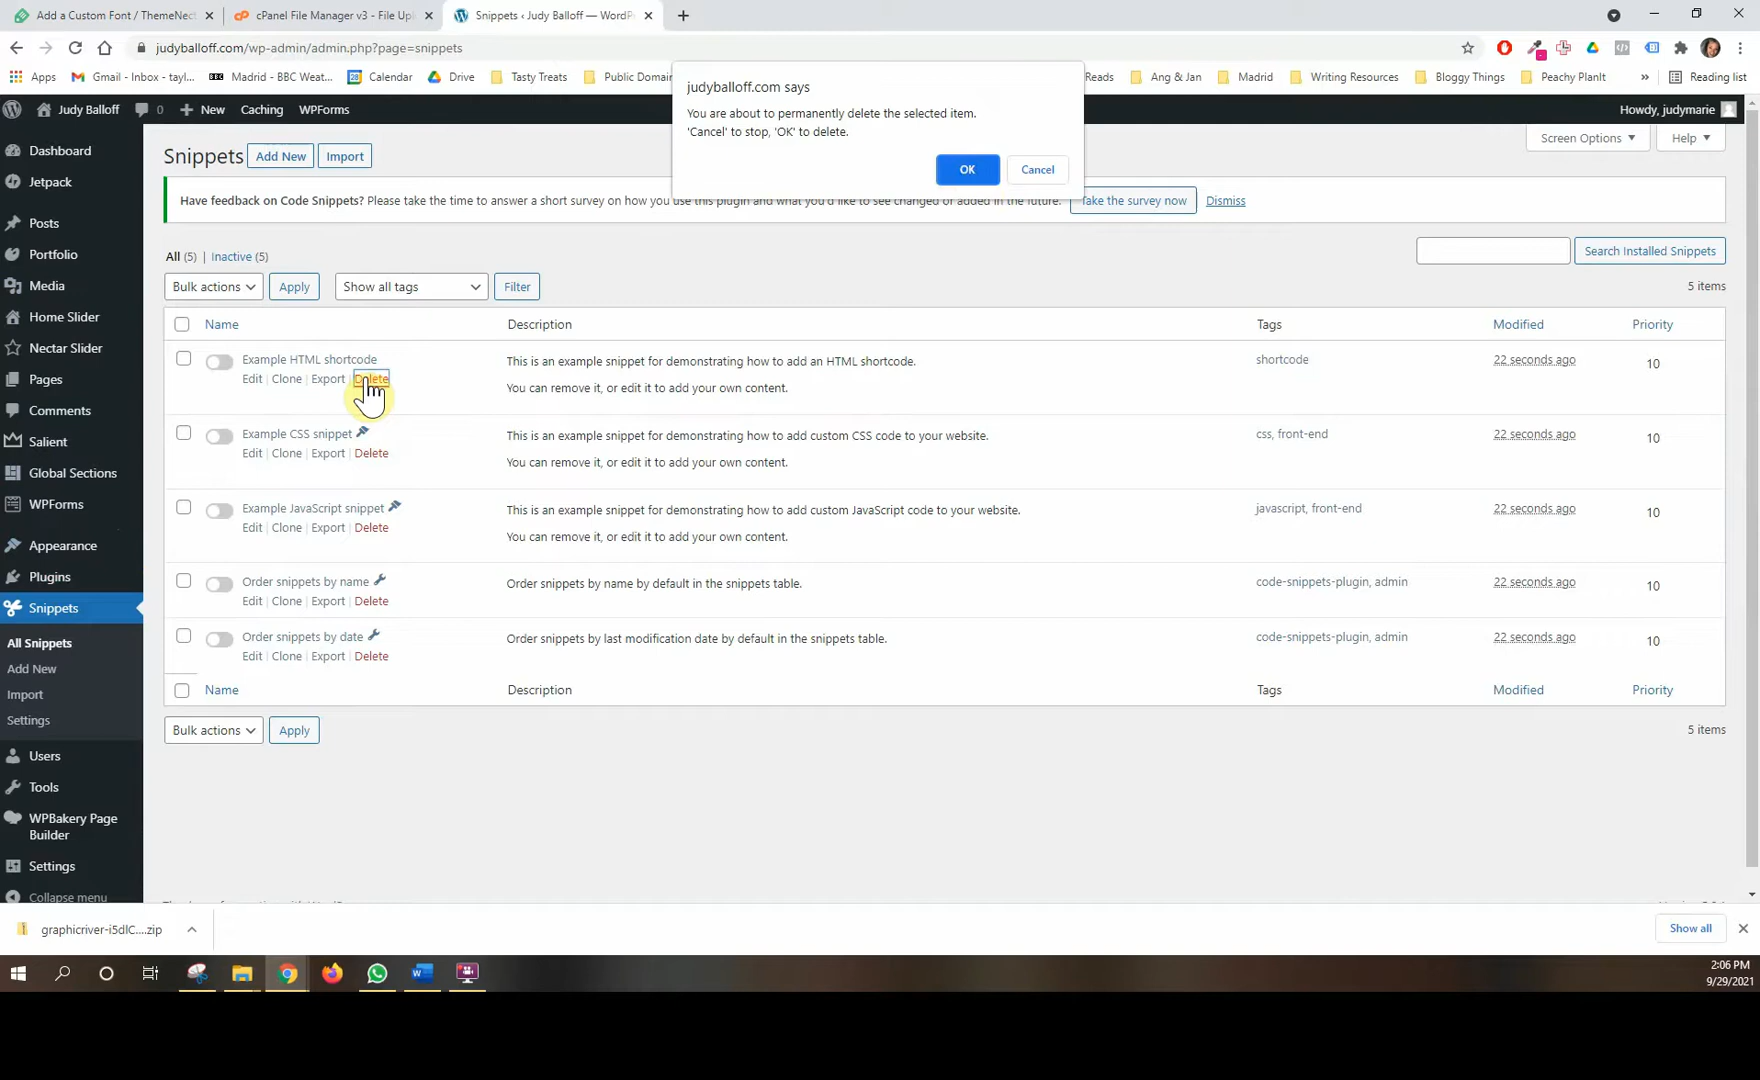 Add a Custom Font / ThemeNect
cPanel File Manager v3 - File Upl
Snippets ‹ Judy Balloff — WordPr
judyballoff.com/wp-admin/admin.php?page=snippets
Apps
Gmail - Inbox - tayl...
Madrid - BBC Weat...
Calendar
Drive
Tasty Treats
Public Domai
Reads
Ang & Jan
Madrid
Writing Resources
Bloggy Things
Peachy PlanIt
Reading list
judyballoff.com says
You are about to permanently delete the selected item.
'Cancel' to stop, 'OK' to delete.
OK
Cancel
Judy Balloff
0
New
Caching
WPForms
Howdy, judymarie
Screen Options
Help
Dashboard
Jetpack
Posts
Portfolio
Media
Home Slider
Nectar Slider
Pages
Comments
Salient
Global Sections
WPForms
Appearance
Plugins
Snippets
All Snippets
Add New
Import
Settings
Users
Tools
WPBakery Page
Builder
Settings
Collapse menu
Snippets
Add New
Import
Have feedback on Code Snippets? Please take the time to answer a short survey on how you use this plugin and what you'd like to see changed or added in the future.
Take the survey now
Dismiss
All (5) | Inactive (5)
Search Installed Snippets
Bulk actions
Apply
Show all tags
Filter
5 items
Name
Description
Tags
Modified
Priority
Example HTML shortcode
Edit | Clone | Export | Delete
This is an example snippet for demonstrating how to add an HTML shortcode.
You can remove it, or edit it to add your own content.
shortcode
22 seconds ago
10
Example CSS snippet
Edit | Clone | Export | Delete
This is an example snippet for demonstrating how to add custom CSS code to your website.
You can remove it, or edit it to add your own content.
css, front-end
22 seconds ago
10
Example JavaScript snippet
Edit | Clone | Export | Delete
This is an example snippet for demonstrating how to add custom JavaScript code to your website.
You can remove it, or edit it to add your own content.
javascript, front-end
22 seconds ago
10
Order snippets by name
Edit | Clone | Export | Delete
Order snippets by name by default in the snippets table.
code-snippets-plugin, admin
22 seconds ago
10
Order snippets by date
Edit | Clone | Export | Delete
Order snippets by last modification date by default in the snippets table.
code-snippets-plugin, admin
22 seconds ago
10
Name
Description
Tags
Modified
Priority
Bulk actions
Apply
5 items
graphicriver-i5dIC....zip
Show all
2:06 PM
9/29/2021